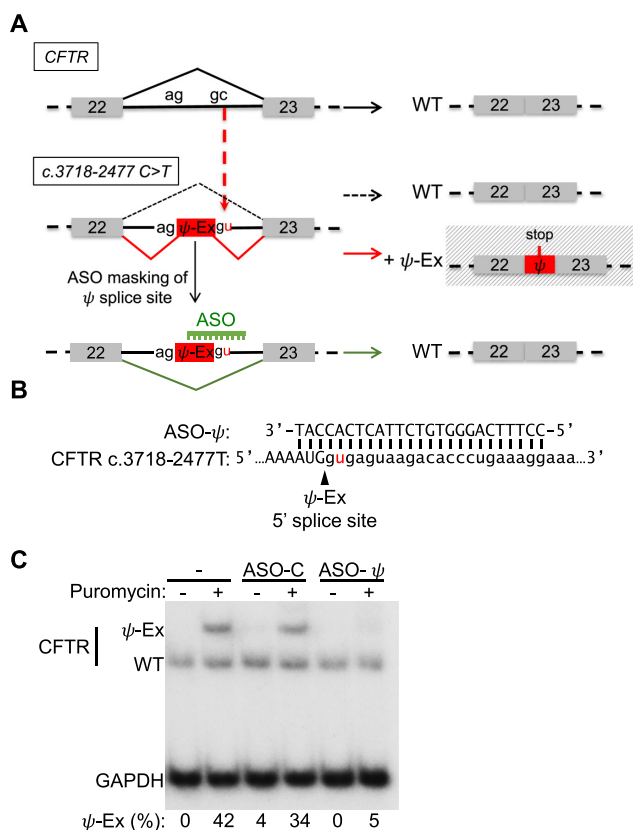 A
CFTR
ag gc
22 23
WT 22 23
c.3718-2477 C>T
WT 22 23
22 ag ψ-Ex gu 23
stop
+ ψ-Ex 22 ψ 23
ASO masking of
ψ splice site
ASO
22 ag ψ-Ex gu 23
WT 22 23
B
ASO-ψ: 3’-TACCACTCATTCTGTGGGACTTTCC-5’
CFTR c.3718-2477T: 5’...AAAAUGgugaguaagacacccugaaaggaaa...3’
ψ-Ex
5’ splice site
C
- ASO-C ASO-ψ
Puromycin: - + - + - +
ψ-Ex
CFTR
WT
GAPDH
ψ-Ex (%): 0 42 4 34 0 5